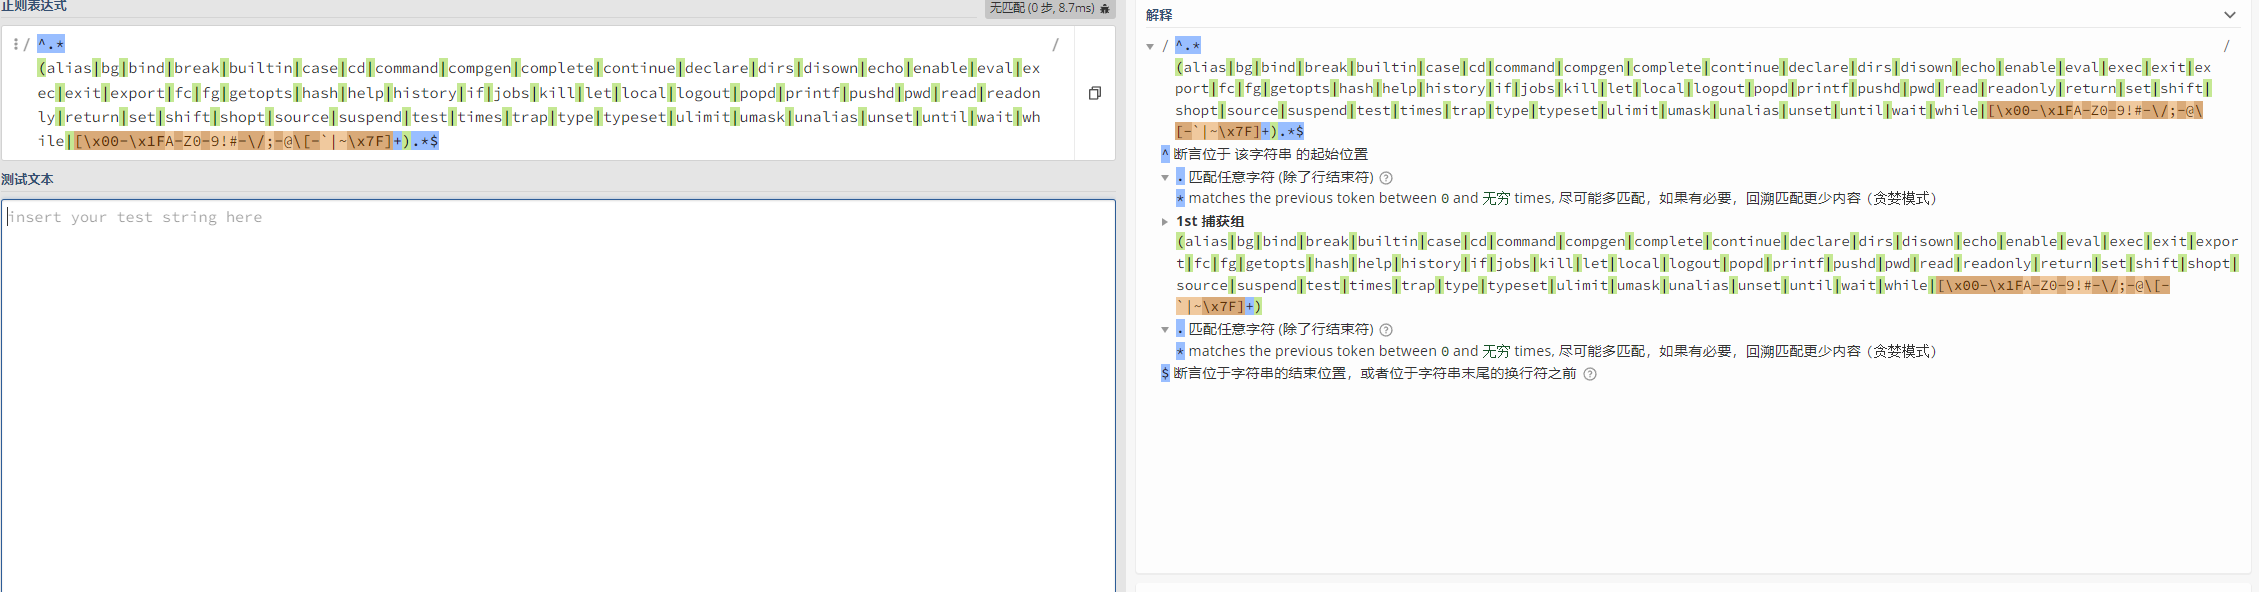 正则表达式
无匹配 (0 步, 8.7ms)
/ ^.* /
(alias|bg|bind|break|builtin|case|cd|command|compgen|complete|continue|declare|dirs|disown|echo|enable|eval|ex
ec|exit|export|fc|fg|getopts|hash|help|history|if|jobs|kill|let|local|logout|popd|printf|pushd|pwd|read|readon
ly|return|set|shift|shopt|source|suspend|test|times|trap|type|typeset|ulimit|umask|unalias|unset|until|wait|wh
ile|[\x00-\x1FA-Z0-9!#-\/;-@\[-`|~\x7F]+).*$
测试文本
insert your test string here
解释
/ ^.* /
(alias|bg|bind|break|builtin|case|cd|command|compgen|complete|continue|declare|dirs|disown|echo|enable|eval|exec|exit|ex
port|fc|fg|getopts|hash|help|history|if|jobs|kill|let|local|logout|popd|printf|pushd|pwd|read|readonly|return|set|shift|
shopt|source|suspend|test|times|trap|type|typeset|ulimit|umask|unalias|unset|until|wait|while|[\x00-\x1FA-Z0-9!#-\/;-@\
[-`|~\x7F]+).*$
^ 断言位于 该字符串 的起始位置
. 匹配任意字符 (除了行结束符)
* matches the previous token between 0 and 无穷 times, 尽可能多匹配，如果有必要，回溯匹配更少内容（贪婪模式）
1st 捕获组
(alias|bg|bind|break|builtin|case|cd|command|compgen|complete|continue|declare|dirs|disown|echo|enable|eval|exec|exit|expor
t|fc|fg|getopts|hash|help|history|if|jobs|kill|let|local|logout|popd|printf|pushd|pwd|read|readonly|return|set|shift|shopt|
source|suspend|test|times|trap|type|typeset|ulimit|umask|unalias|unset|until|wait|while|[\x00-\x1FA-Z0-9!#-\/;-@\[-
`|~\x7F]+)
. 匹配任意字符 (除了行结束符)
* matches the previous token between 0 and 无穷 times, 尽可能多匹配，如果有必要，回溯匹配更少内容（贪婪模式）
$ 断言位于字符串的结束位置，或者位于字符串末尾的换行符之前